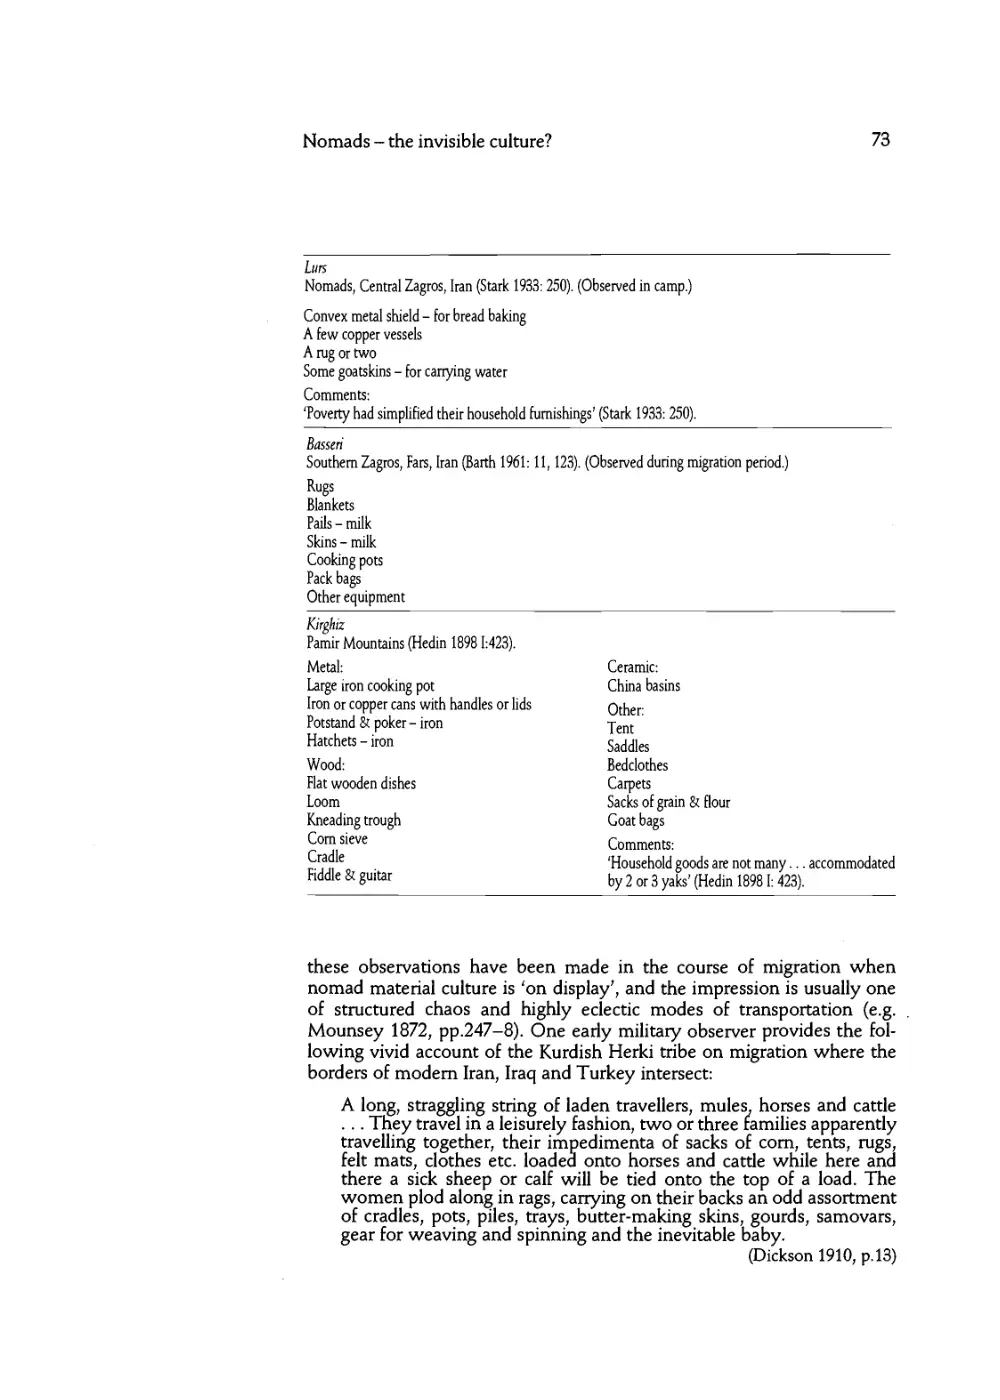 Nomads – the invisible culture? 73
Lurs
Nomads, Central Zagros, Iran (Stark 1933: 250). (Observed in camp.)
Convex metal shield – for bread baking
A few copper vessels
A rug or two
Some goatskins – for carrying water
Comments:
'Poverty had simplified their household furnishings' (Stark 1933: 250).
Basseri
Southern Zagros, Fars, Iran (Barth 1961: 11, 123). (Observed during migration period.)
Rugs
Blankets
Pails – milk
Skins – milk
Cooking pots
Pack bags
Other equipment
Kirghiz
Pamir Mountains (Hedin 1898 I:423).
Metal:
Large iron cooking pot
Iron or copper cans with handles or lids
Potstand & poker – iron
Hatchets – iron
Wood:
Flat wooden dishes
Loom
Kneading trough
Corn sieve
Cradle
Fiddle & guitar
Ceramic:
China basins
Other:
Tent
Saddles
Bedclothes
Carpets
Sacks of grain & flour
Goat bags
Comments:
'Household goods are not many . . . accommodated
by 2 or 3 yaks' (Hedin 1898 I: 423).
these observations have been made in the course of migration when
nomad material culture is 'on display', and the impression is usually one
of structured chaos and highly eclectic modes of transportation (e.g.
Mounsey 1872, pp.247–8). One early military observer provides the fol-
lowing vivid account of the Kurdish Herki tribe on migration where the
borders of modern Iran, Iraq and Turkey intersect:
A long, straggling string of laden travellers, mules, horses and cattle
. . . They travel in a leisurely fashion, two or three families apparently
travelling together, their impedimenta of sacks of corn, tents, rugs,
felt mats, clothes etc. loaded onto horses and cattle while here and
there a sick sheep or calf will be tied onto the top of a load. The
women plod along in rags, carrying on their backs an odd assortment
of cradles, pots, piles, trays, butter-making skins, gourds, samovars,
gear for weaving and spinning and the inevitable baby.
(Dickson 1910, p.13)